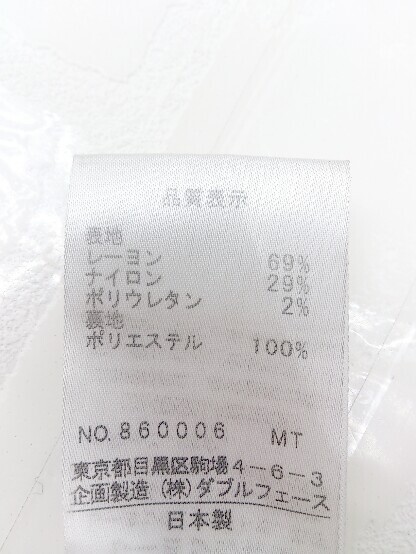 品質表示
表地
レーヨン 69%
ナイロン 29%
ポリウレタン 2%
裏地
ポリエステル 100%
NO.860006 MT
東京都目黒区駒場4-6-3
企画製造 (株)ダブルフェース
日本製